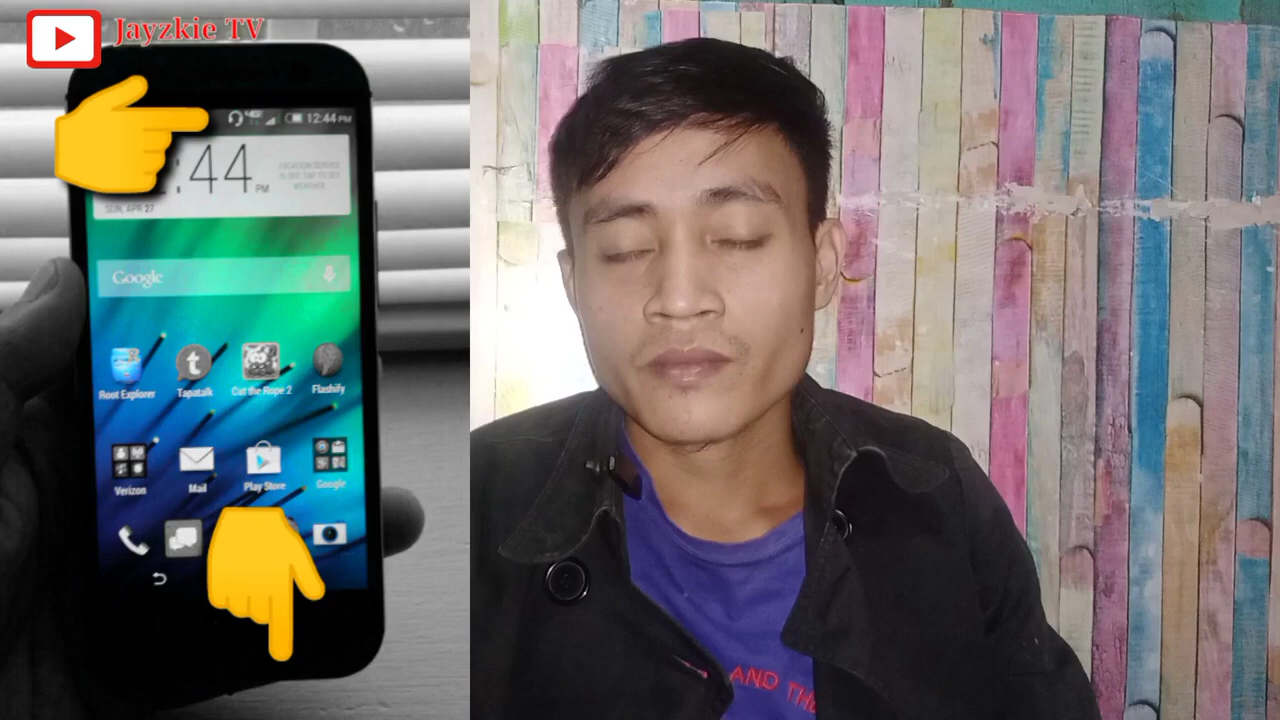 Jayzkie TV
12:44 PM
:44 PM
LOCATION SERVICE
IS OFF. TAP TO SEE
WEATHER.
SUN, APR 27
Google
Root Explorer
Tapatalk
Cut the Rope 2
Flashify
Verizon
Mail
Play Store
Google
AND TH